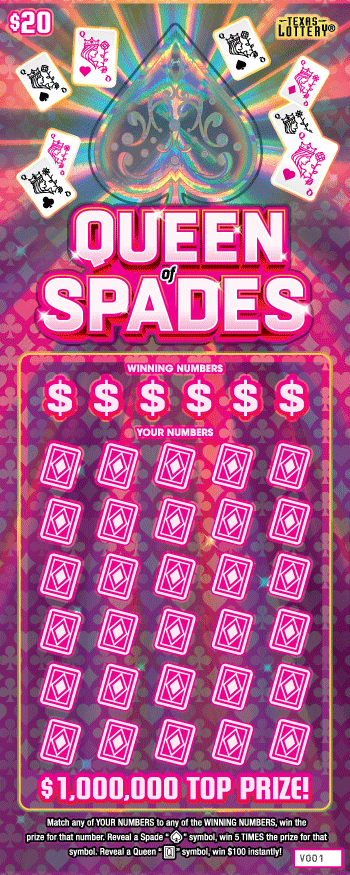 $20
TEXAS
LOTTERY®
QUEEN
of
SPADES
WINNING NUMBERS
$ $ $ $ $ $
YOUR NUMBERS
$1,000,000 TOP PRIZE!
Match any of YOUR NUMBERS to any of the WINNING NUMBERS, win the
prize for that number. Reveal a Spade "♠" symbol, win 5 TIMES the prize for that
symbol. Reveal a Queen " " symbol, win $100 instantly!
V001